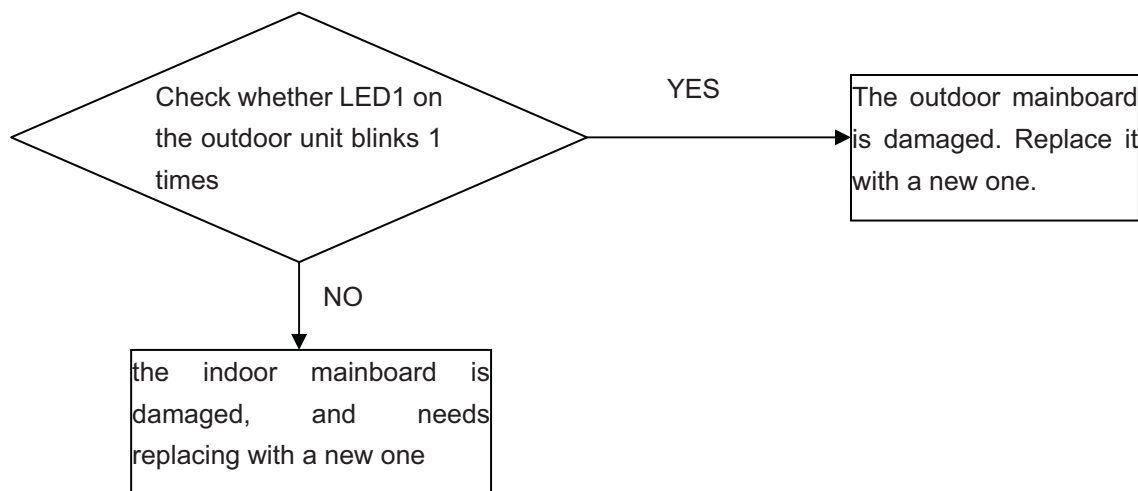 Check whether LED1 on
the outdoor unit blinks 1
times
YES
The outdoor mainboard
is damaged. Replace it
with a new one.
NO
the indoor mainboard is
damaged, and needs
replacing with a new one